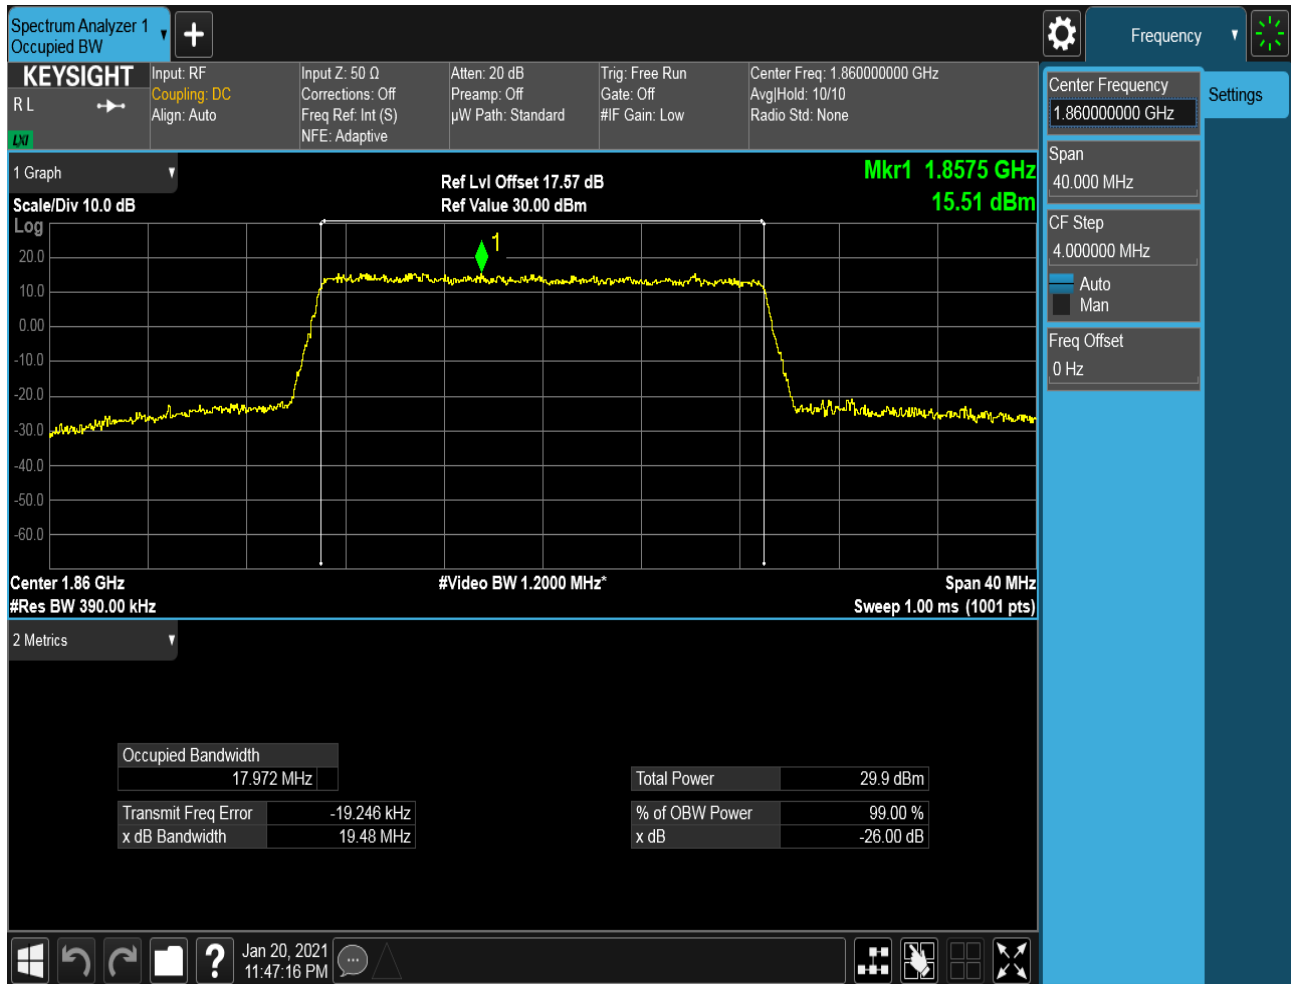 Spectrum Analyzer 1
Occupied BW
Frequency
KEYSIGHT
R L
LXI
Input: RF
Coupling: DC
Align: Auto
Input Z: 50 Ω
Corrections: Off
Freq Ref: Int (S)
NFE: Adaptive
Atten: 20 dB
Preamp: Off
µW Path: Standard
Trig: Free Run
Gate: Off
#IF Gain: Low
Center Freq: 1.860000000 GHz
Avg|Hold: 10/10
Radio Std: None
Center Frequency
1.860000000 GHz
Settings
Span
40.000 MHz
CF Step
4.000000 MHz
Auto
Man
Freq Offset
0 Hz
1 Graph
Scale/Div 10.0 dB
Ref Lvl Offset 17.57 dB
Ref Value 30.00 dBm
Mkr1 1.8575 GHz
15.51 dBm
Log
1
20.0
10.0
0.00
-10.0
-20.0
-30.0
-40.0
-50.0
-60.0
Center 1.86 GHz
#Res BW 390.00 kHz
#Video BW 1.2000 MHz*
Span 40 MHz
Sweep 1.00 ms (1001 pts)
2 Metrics
Occupied Bandwidth
17.972 MHz
Transmit Freq Error -19.246 kHz
x dB Bandwidth 19.48 MHz
Total Power 29.9 dBm
% of OBW Power 99.00 %
x dB -26.00 dB
?
Jan 20, 2021
11:47:16 PM